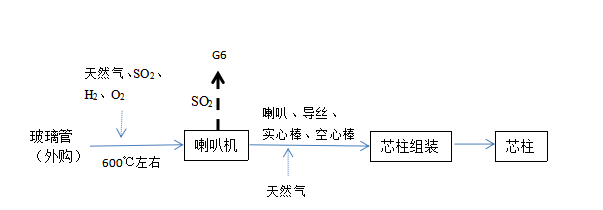 G6
天然气、SO2、
H2、O2
SO2
喇叭、导丝、
实心棒、空心棒
玻璃管
（外购）
600℃左右
喇叭机
芯柱组装
芯柱
天然气